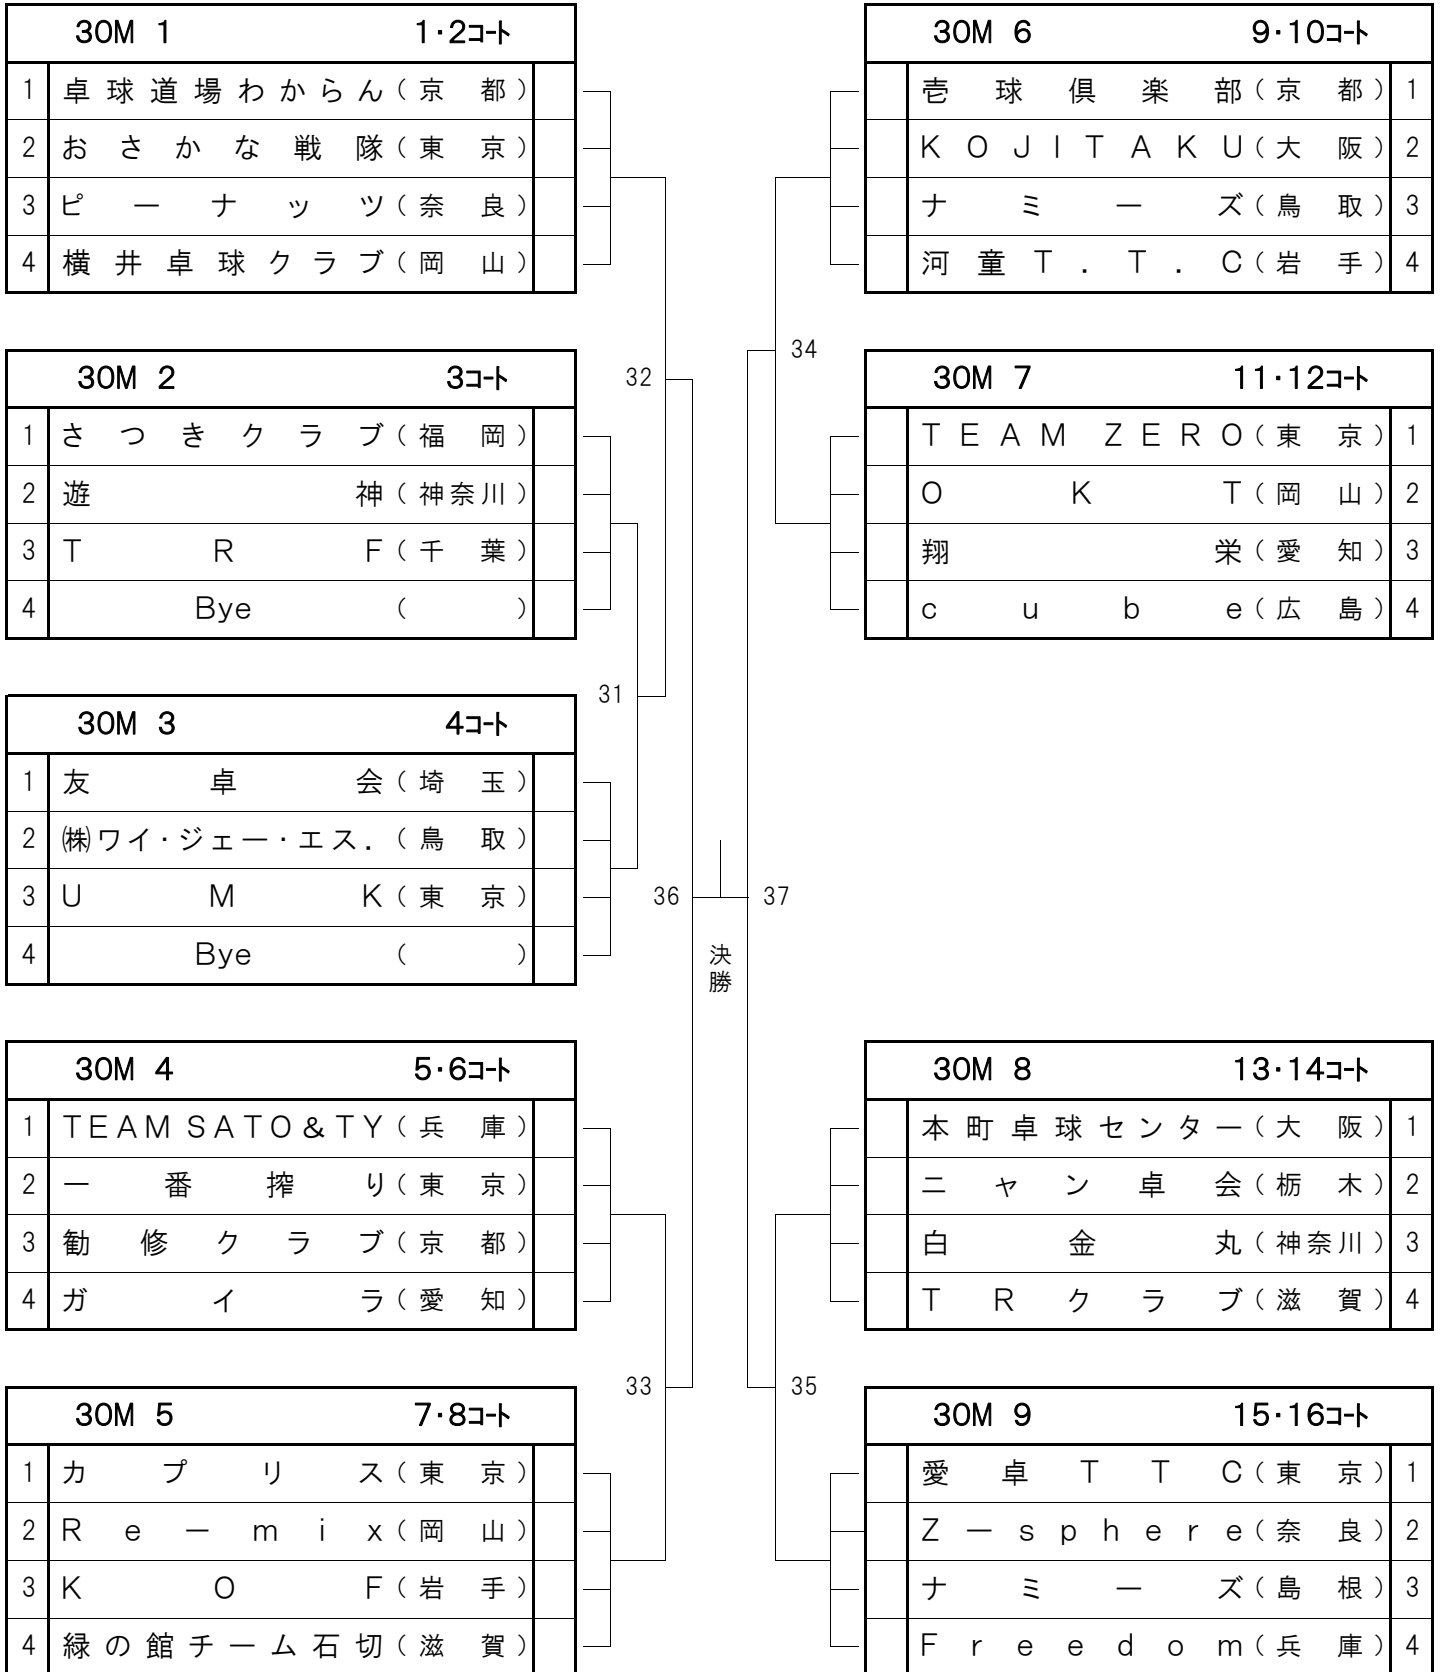 30M 1 1・2コート
1 卓球道場わからん(京都)
2 おさかな戦隊(東京)
3 ピーナッツ(奈良)
4 横井卓球クラブ(岡山)
30M 2 3コート
1 さつきクラブ(福岡)
2 遊神(神奈川)
3 TRF(千葉)
4 Bye ( )
30M 3 4コート
1 友卓会(埼玉)
2 ㈱ワイ・ジェー・エス.(鳥取)
3 UMK(東京)
4 Bye ( )
30M 4 5・6コート
1 TEAM SATO&TY(兵庫)
2 一番搾り(東京)
3 勧修クラブ(京都)
4 ガイラ(愛知)
30M 5 7・8コート
1 カプリス(東京)
2 Re-mix(岡山)
3 KOF(岩手)
4 緑の館チーム石切(滋賀)
32
31
36
33
決勝
34
37
35
30M 6 9・10コート
壱球倶楽部(京都) 1
KOJITAKU(大阪) 2
ナミーズ(鳥取) 3
河童T.T.C(岩手) 4
30M 7 11・12コート
TEAM ZERO(東京) 1
OKT(岡山) 2
翔栄(愛知) 3
cube(広島) 4
30M 8 13・14コート
本町卓球センター(大阪) 1
ニャン卓会(栃木) 2
白金丸(神奈川) 3
TRクラブ(滋賀) 4
30M 9 15・16コート
愛卓TTC(東京) 1
Z-sphere(奈良) 2
ナミーズ(島根) 3
Freedom(兵庫) 4